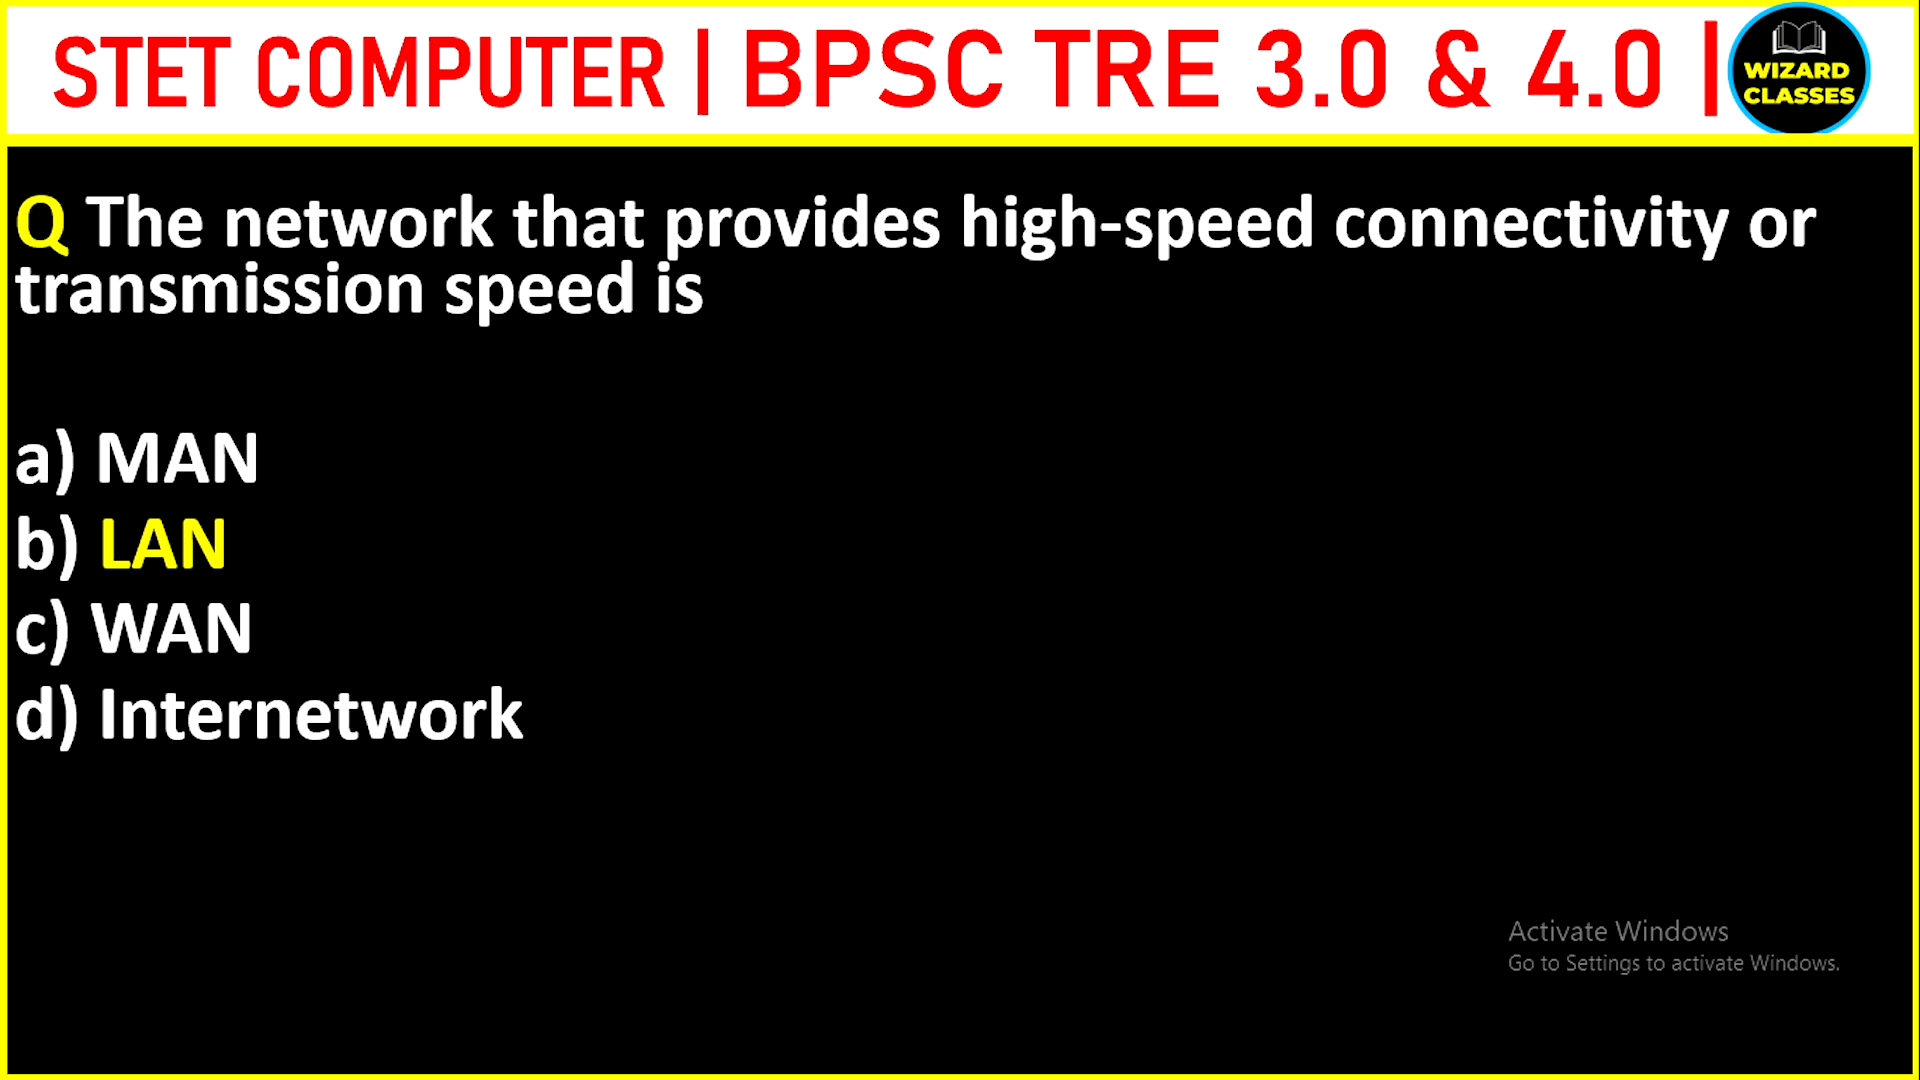 STET COMPUTER | BPSC TRE 3.0 & 4.0 |
WIZARD
CLASSES
Q The network that provides high-speed connectivity or
transmission speed is
a) MAN
b) LAN
c) WAN
d) Internetwork
Activate Windows
Go to Settings to activate Windows.